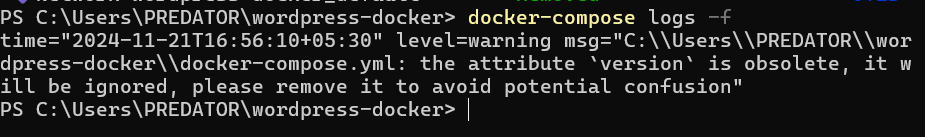 PS C:\Users\PREDATOR\wordpress-docker> docker-compose logs -f
time="2024-11-21T16:56:10+05:30" level=warning msg="C:\\Users\\PREDATOR\\wor
dpress-docker\\docker-compose.yml: the attribute `version` is obsolete, it w
ill be ignored, please remove it to avoid potential confusion"
PS C:\Users\PREDATOR\wordpress-docker>